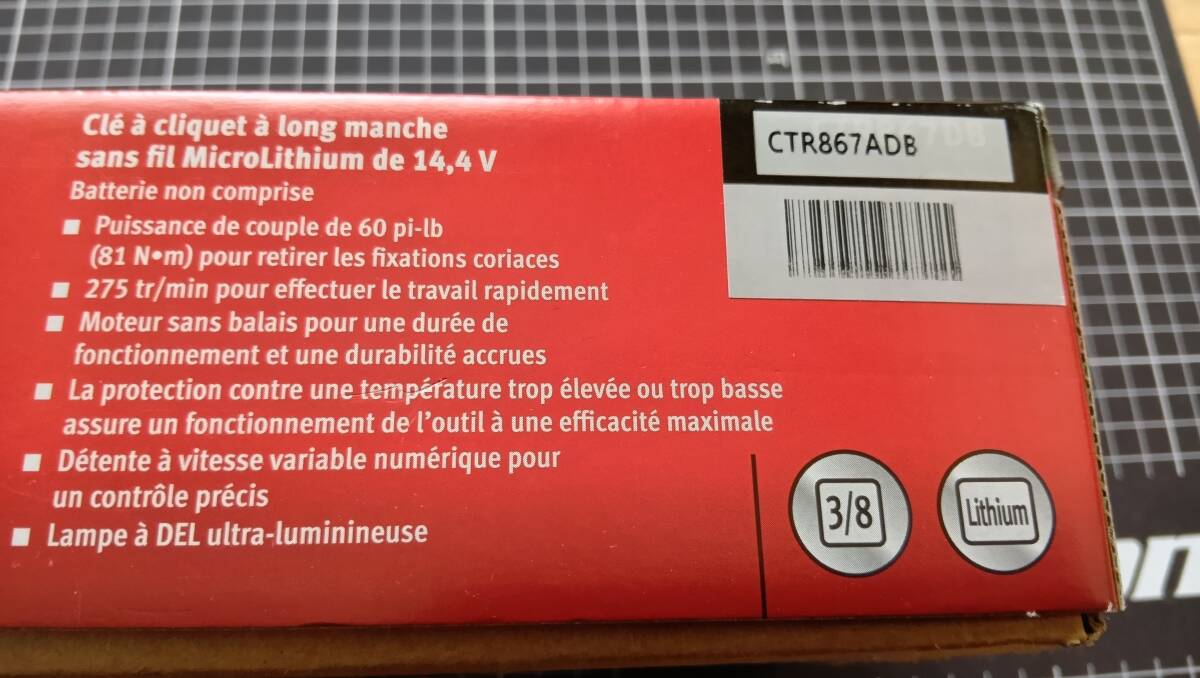 Clé à cliquet à long manche
sans fil MicroLithium de 14,4 V
Batterie non comprise
■ Puissance de couple de 60 pi-lb
(81 N•m) pour retirer les fixations coriaces
■ 275 tr/min pour effectuer le travail rapidement
■ Moteur sans balais pour une durée de
fonctionnement et une durabilité accrues
■ La protection contre une température trop élevée ou trop basse
assure un fonctionnement de l'outil à une efficacité maximale
■ Détente à vitesse variable numérique pour
un contrôle précis
■ Lampe à DEL ultra-luminineuse
CTR867ADB
3/8
Lithium